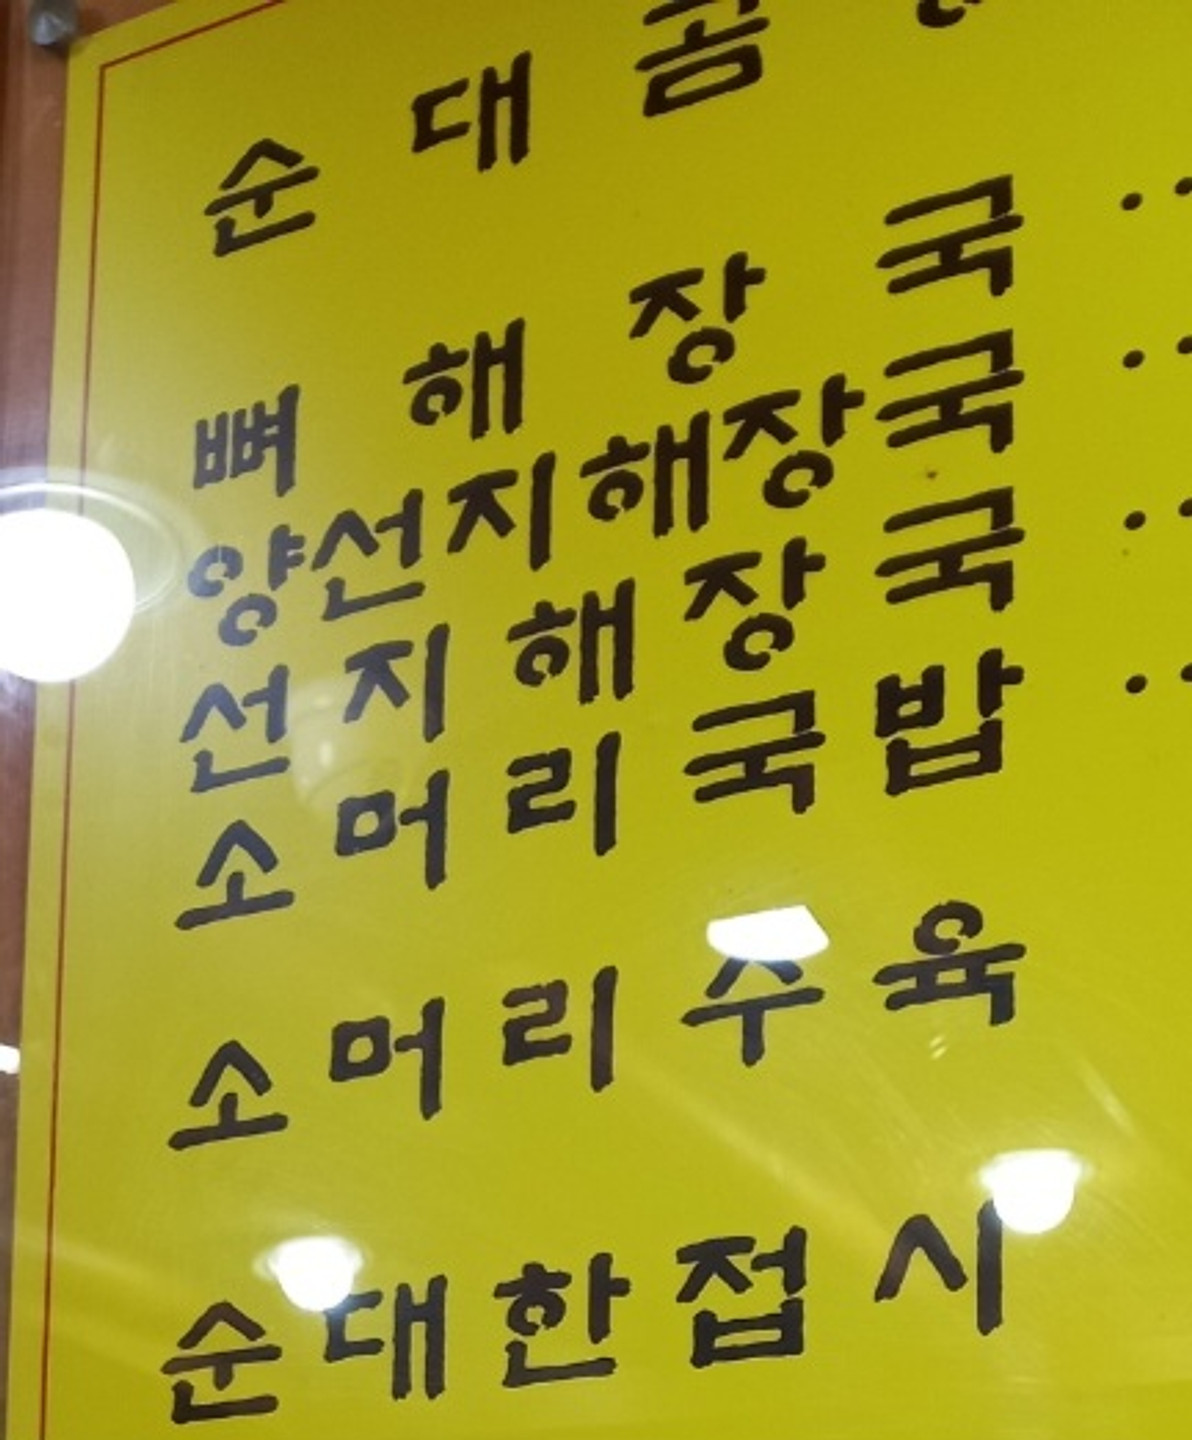 순 대 곰
뼈 해 장 국 ..
양선지해장국 ..
선 지 해 장 국 ..
소 머 리 국 밥 ..
소 머 리 수 육
순 대 한 접 시